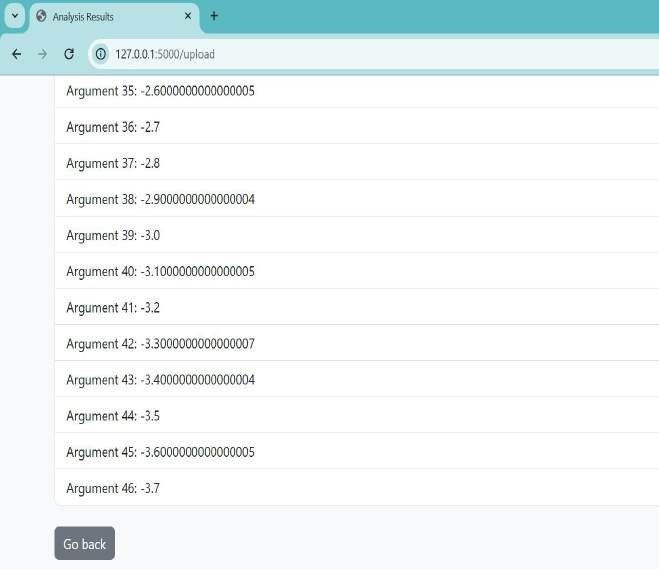 Analysis Results
127.0.0.1:5000/upload
Argument 35: -2.6000000000000005
Argument 36: -2.7
Argument 37: -2.8
Argument 38: -2.9000000000000004
Argument 39: -3.0
Argument 40: -3.1000000000000005
Argument 41: -3.2
Argument 42: -3.3000000000000007
Argument 43: -3.4000000000000004
Argument 44: -3.5
Argument 45: -3.6000000000000005
Argument 46: -3.7
Go back